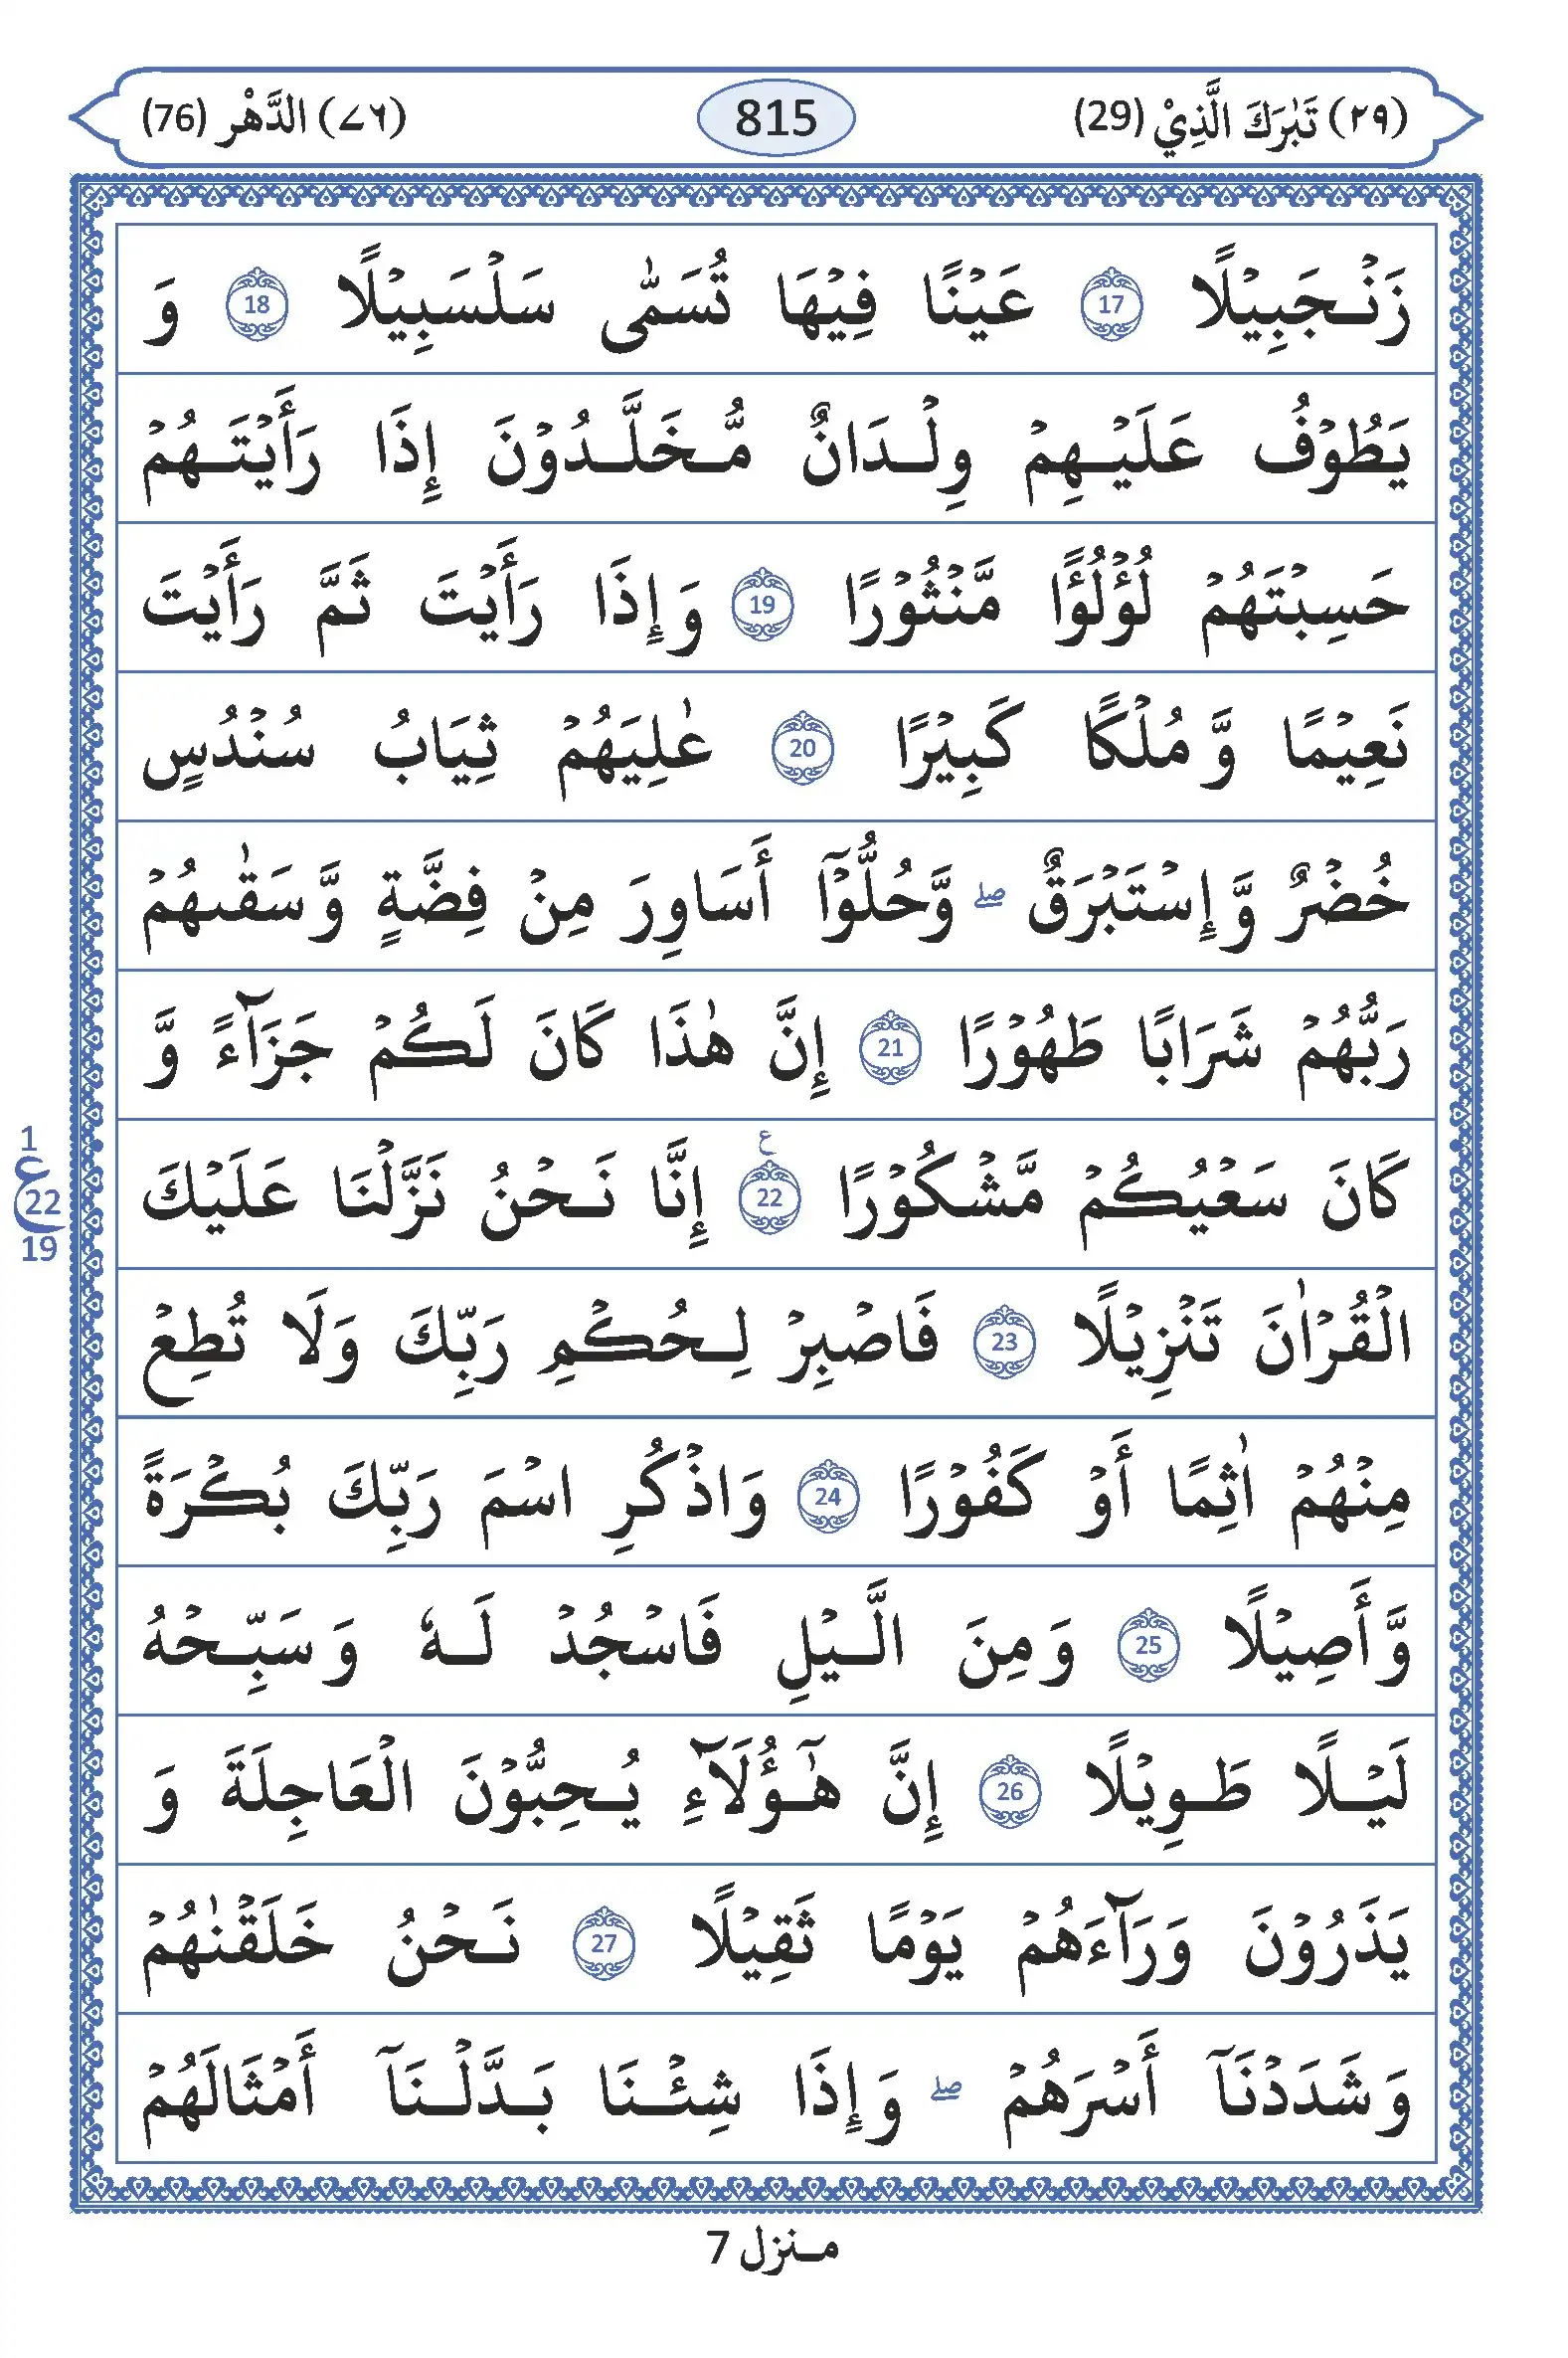 (٢٩) تَبٰرَكَ الَّذِيْ (29) 815 (٧٦) الدَّهْر (76)
زَنْۡجَبِيْلًا 17 عَيْنًا فِيْهَا تُسَمّٰى سَلْسَبِيْلًا 18 وَ
يَطُوْفُ عَلَيْهِمْ وِلْدَانٌ مُّخَلَّدُوْنَ إِذَا رَأَيْتَهُمْ
حَسِبْتَهُمْ لُؤْلُؤًا مَّنْثُوْرًا 19 وَإِذَا رَأَيْتَ ثَمَّ رَأَيْتَ
نَعِيْمًا وَّمُلْكًا كَبِيْرًا 20 عٰلِيَهُمْ ثِيَابُ سُنْدُسٍ
خُضْرٌ وَّإِسْتَبْرَقٌ ۖ وَّحُلُّوْٓا أَسَاوِرَ مِنْ فِضَّةٍ وَّسَقٰىهُمْ
رَبُّهُمْ شَرَابًا طَهُوْرًا 21 إِنَّ هٰذَا كَانَ لَكُمْ جَزَآءً وَّ
كَانَ سَعْيُكُمْ مَّشْكُوْرًا 22 ع إِنَّا نَحْنُ نَزَّلْنَا عَلَيْكَ
1
ع 22
19
الْقُرْاٰنَ تَنْزِيْلًا 23 فَاصْبِرْ لِحُكْمِ رَبِّكَ وَلَا تُطِعْ
مِنْهُمْ اٰثِمًا أَوْ كَفُوْرًا 24 وَاذْكُرِ اسْمَ رَبِّكَ بُكْرَةً
وَّأَصِيْلًا 25 وَمِنَ الَّيْلِ فَاسْجُدْ لَهٗ وَسَبِّحْهُ
لَيْلًا طَوِيْلًا 26 إِنَّ هٰٓؤُلَآءِ يُحِبُّوْنَ الْعَاجِلَةَ وَ
يَذَرُوْنَ وَرَآءَهُمْ يَوْمًا ثَقِيْلًا 27 نَحْنُ خَلَقْنٰهُمْ
وَشَدَدْنَآ أَسْرَهُمْ ۖ وَإِذَا شِئْنَا بَدَّلْنَآ أَمْثَالَهُمْ
منزل 7